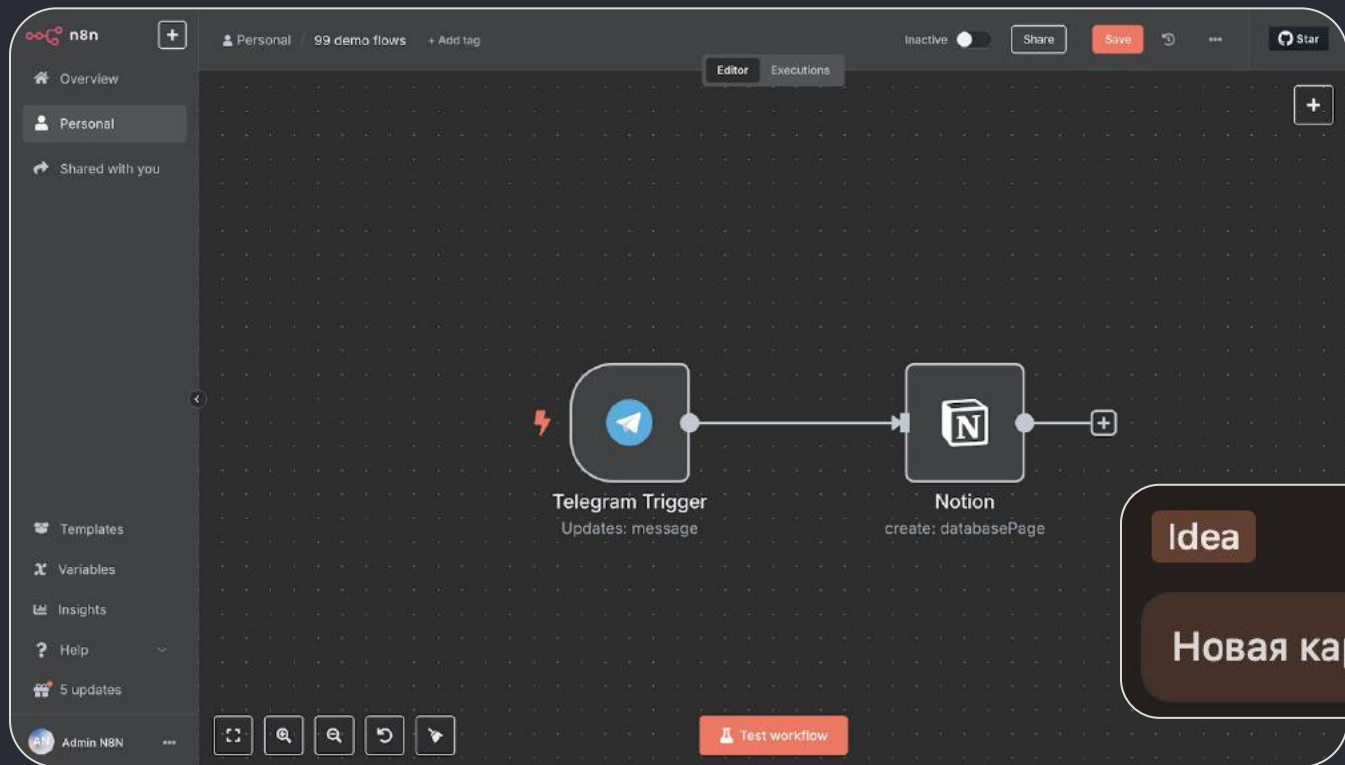 n8n
Personal / 99 demo flows + Add tag
Inactive
Share
Save
Star
Editor
Executions
Overview
Personal
Shared with you
Telegram Trigger
Updates: message
Notion
create: databasePage
Idea
Новая ка
Templates
Variables
Insights
Help
5 updates
AN Admin N8N
Test workflow